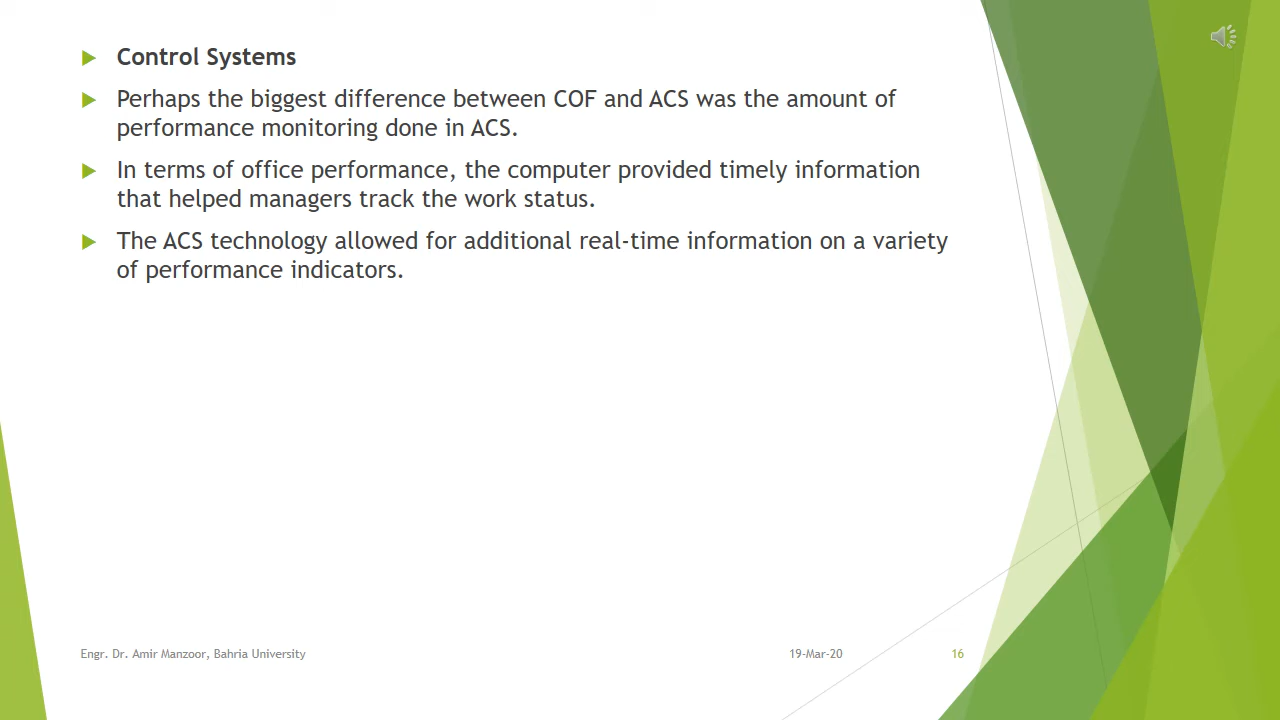 Control Systems
Perhaps the biggest difference between COF and ACS was the amount of
performance monitoring done in ACS.
In terms of office performance, the computer provided timely information
that helped managers track the work status.
The ACS technology allowed for additional real-time information on a variety
of performance indicators.
Engr. Dr. Amir Manzoor, Bahria University
19-Mar-20
16